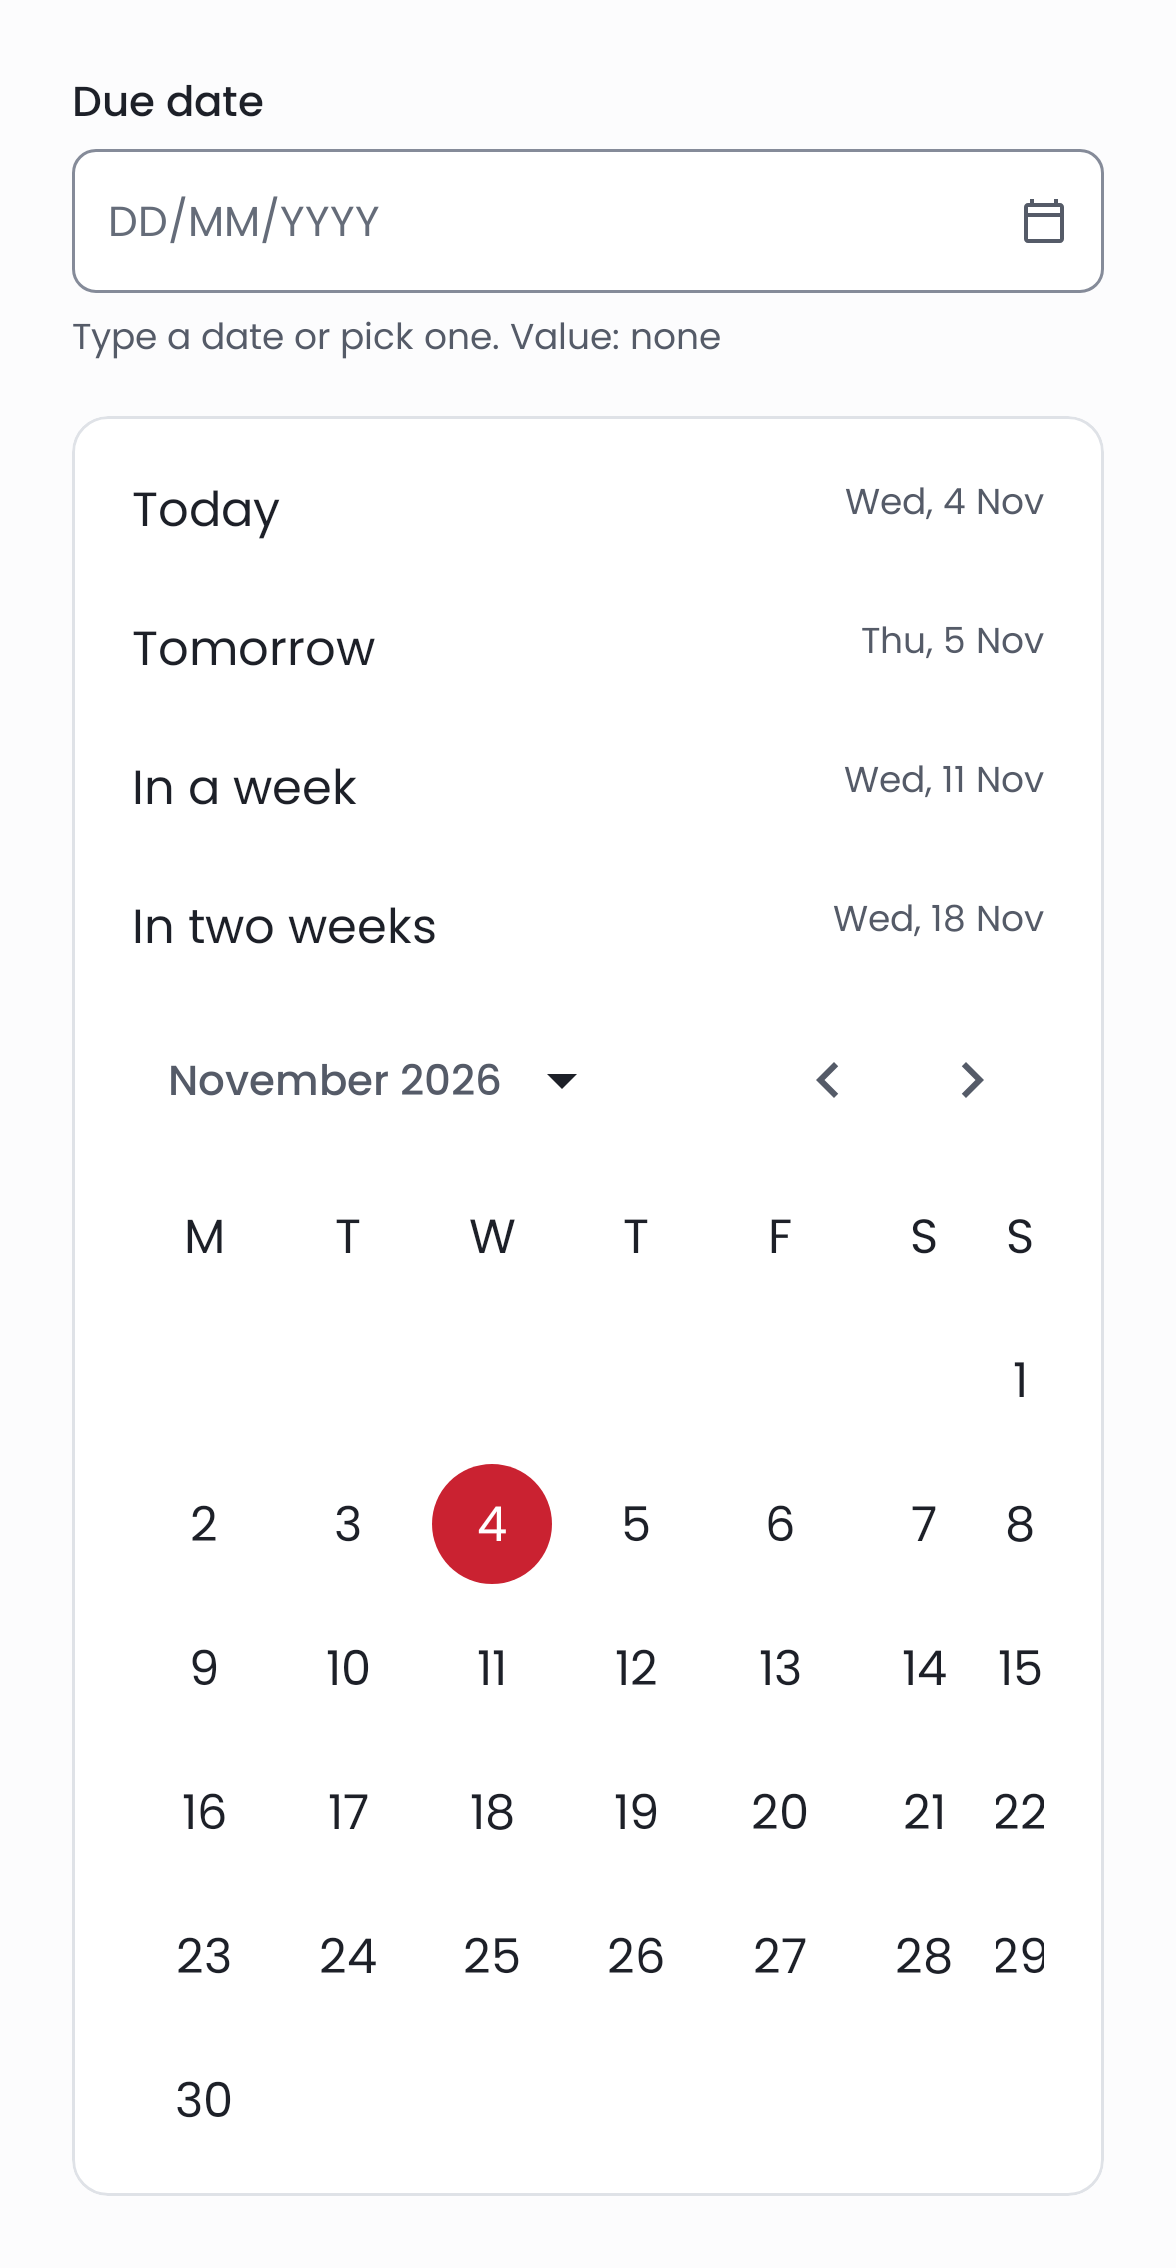 Due date
DD/MM/YYYY
Type a date or pick one. Value: none
Today Wed, 4 Nov
Tomorrow Thu, 5 Nov
In a week Wed, 11 Nov
In two weeks Wed, 18 Nov
November 2026
M T W T F S S
1
2 3 4 5 6 7 8
9 10 11 12 13 14 15
16 17 18 19 20 21 22
23 24 25 26 27 28 29
30